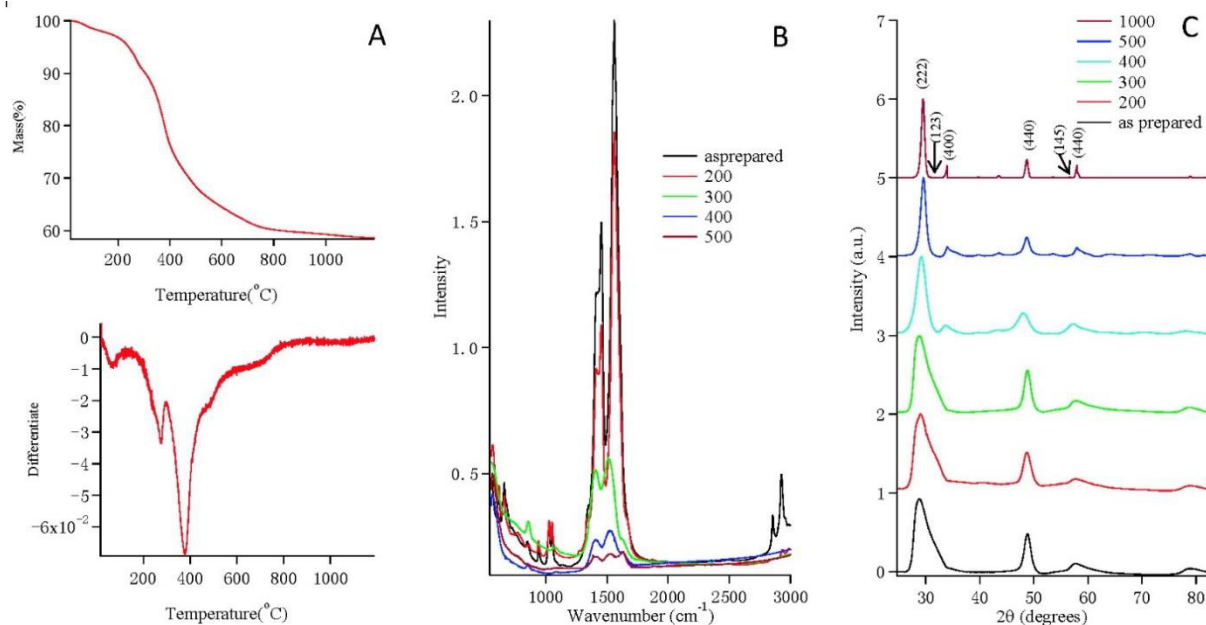 A
100
90
80
70
60
Mass(%)
200 400 600 800 1000
Temperature(°C)
0
−1
−2
−3
−4
−5
−6x10⁻²
Differentiate
200 400 600 800 1000
Temperature(°C)
B
2.0
1.5
1.0
0.5
Intensity
asprepared
200
300
400
500
1000 1500 2000 2500 3000
Wavenumber (cm⁻¹)
C
7
6
5
4
3
2
1
0
Intensity (a.u.)
1000
500
400
300
200
as prepared
(222)
(123)
(400)
(440)
(145)
(440)
30 40 50 60 70 80
2θ (degrees)